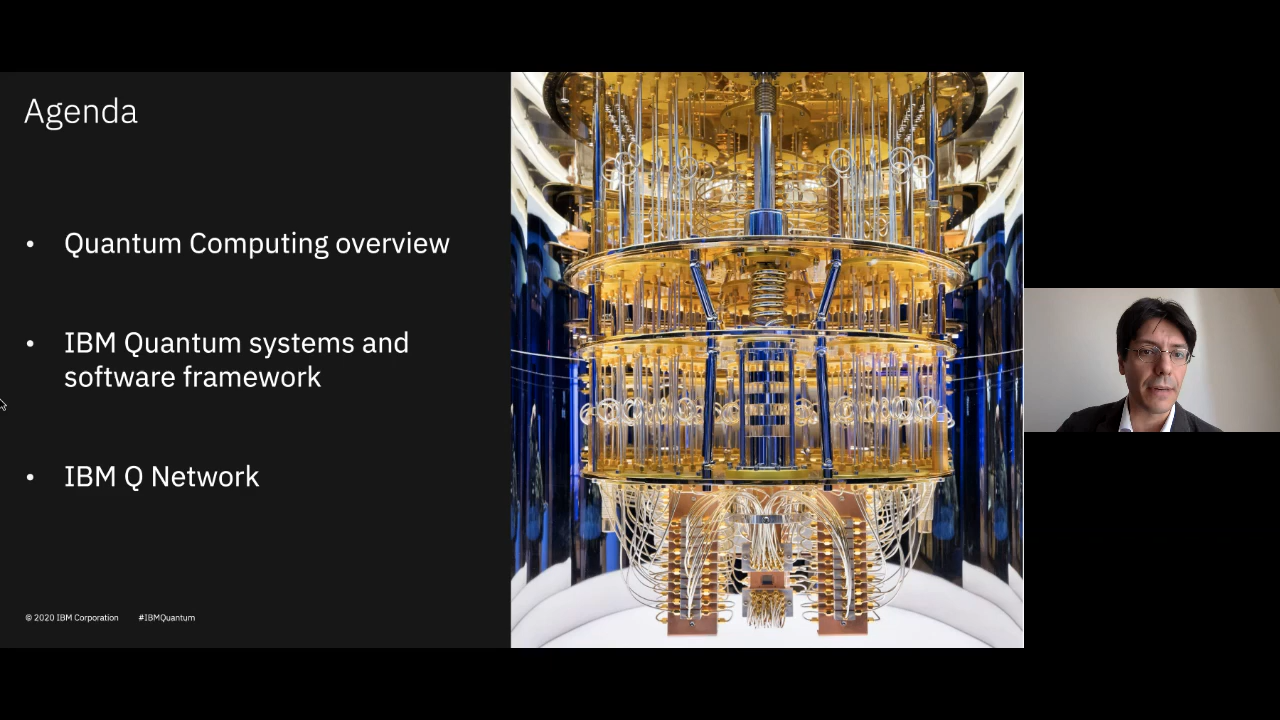 Agenda
• Quantum Computing overview
• IBM Quantum systems and
software framework
• IBM Q Network
© 2020 IBM Corporation #IBMQuantum